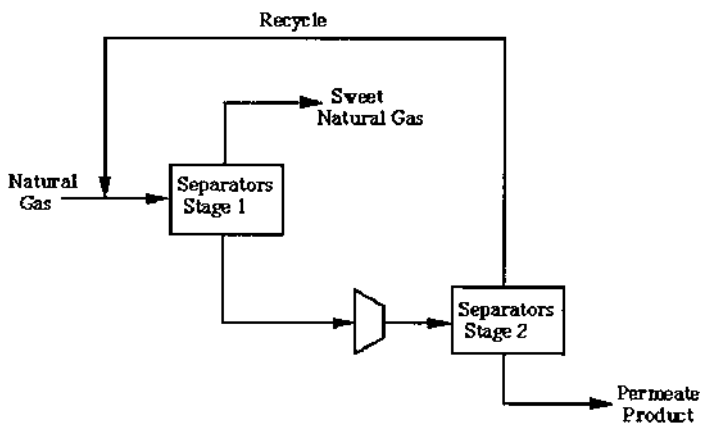 Recycle
Sweet
Natural Gas
Natural
Gas
Separators
Stage 1
Separators
Stage 2
Permeate
Product